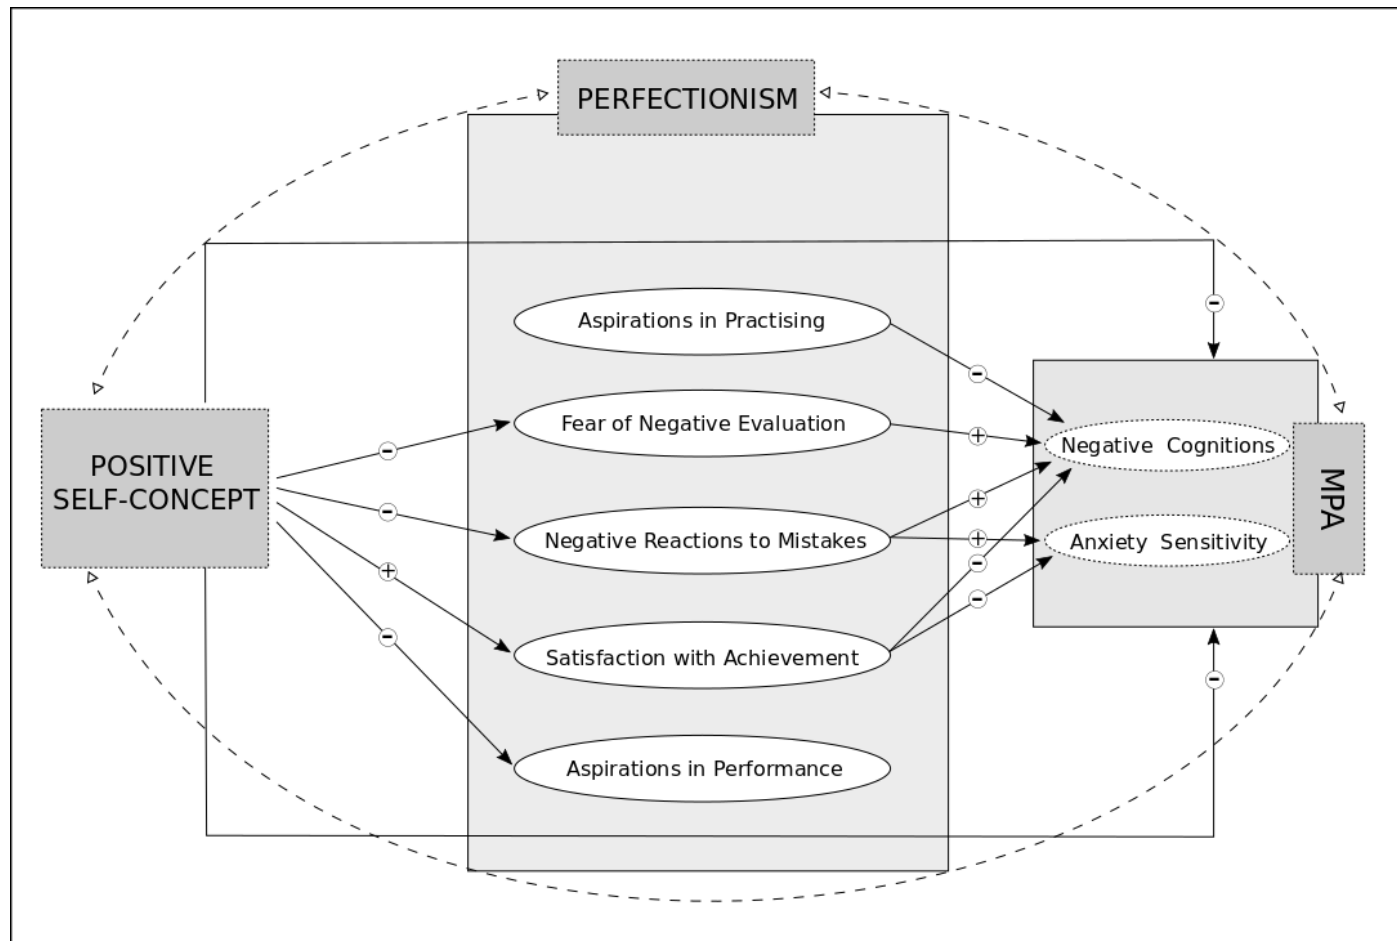 PERFECTIONISM
Aspirations in Practising
Fear of Negative Evaluation
Negative Reactions to Mistakes
Satisfaction with Achievement
Aspirations in Performance
POSITIVE
SELF-CONCEPT
Negative Cognitions
Anxiety Sensitivity
MPA
−
−
+
−
−
+
+
+
−
−
−
−